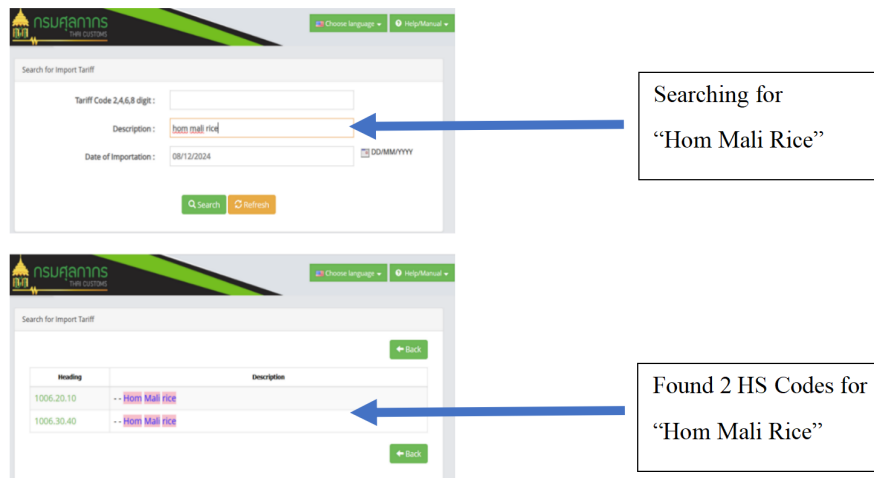 กรมศุลกากร
THAI CUSTOMS
Choose language
Help/Manual
Search for Import Tariff
Tariff Code 2,4,6,8 digit :
Description :
hom mali rice
Date of Importation :
08/12/2024
DD/MM/YYYY
Search
Refresh
Searching for
“Hom Mali Rice”
กรมศุลกากร
THAI CUSTOMS
Choose language
Help/Manual
Search for Import Tariff
Back
Heading Description
1006.20.10 - - Hom Mali rice
1006.30.40 - - Hom Mali rice
Back
Found 2 HS Codes for
“Hom Mali Rice”